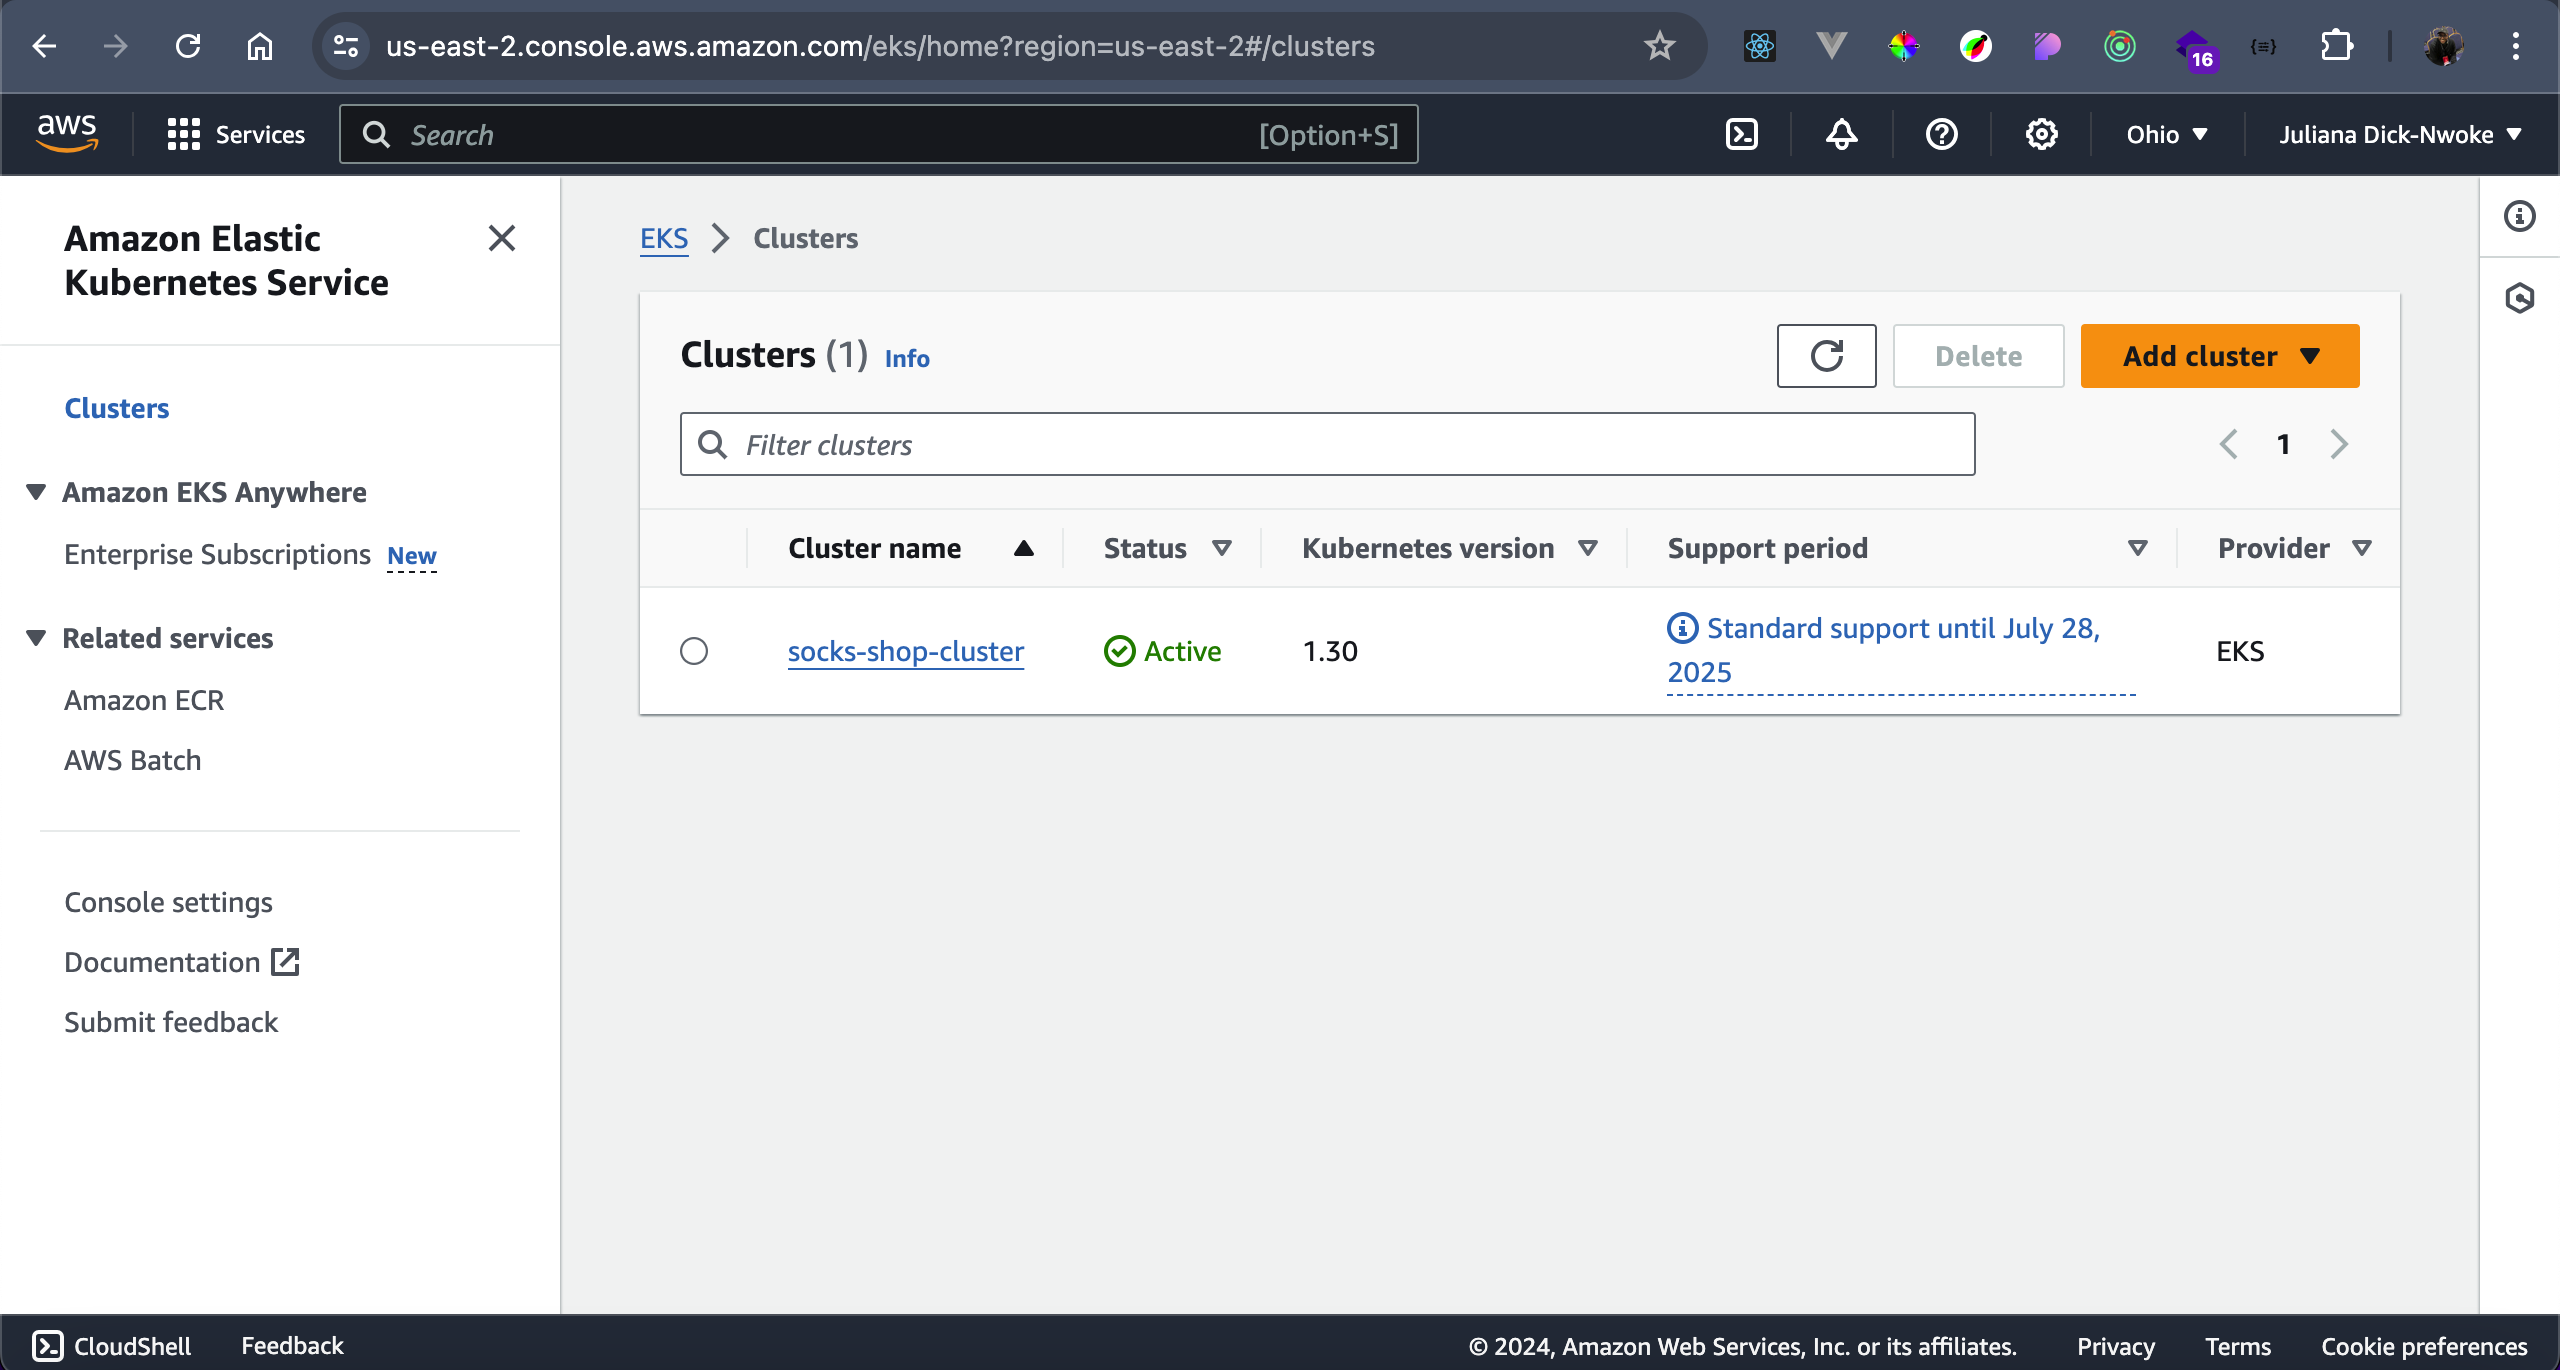 us-east-2.console.aws.amazon.com/eks/home?region=us-east-2#/clusters
16
{≡}
aws
Services
Search
[Option+S]
Ohio
Juliana Dick-Nwoke
Amazon Elastic
Kubernetes Service
Clusters
Amazon EKS Anywhere
Enterprise Subscriptions New
Related services
Amazon ECR
AWS Batch
Console settings
Documentation
Submit feedback
EKS
Clusters
Clusters (1) Info
Delete
Add cluster
Filter clusters
1
Cluster name
Status
Kubernetes version
Support period
Provider
socks-shop-cluster
Active
1.30
Standard support until July 28,
2025
EKS
CloudShell
Feedback
© 2024, Amazon Web Services, Inc. or its affiliates.
Privacy
Terms
Cookie preferences